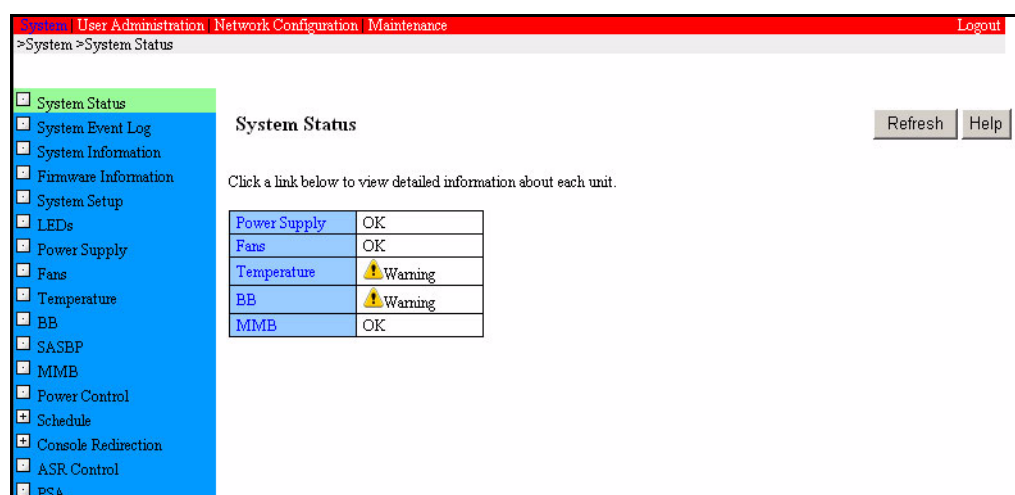 System | User Administration | Network Configuration | Maintenance Logout
>System >System Status
System Status
System Event Log
System Information
Firmware Information
System Setup
LEDs
Power Supply
Fans
Temperature
BB
SASBP
MMB
Power Control
Schedule
Console Redirection
ASR Control
PSA
System Status
Refresh Help
Click a link below to view detailed information about each unit.
Power Supply OK
Fans OK
Temperature Warning
BB Warning
MMB OK